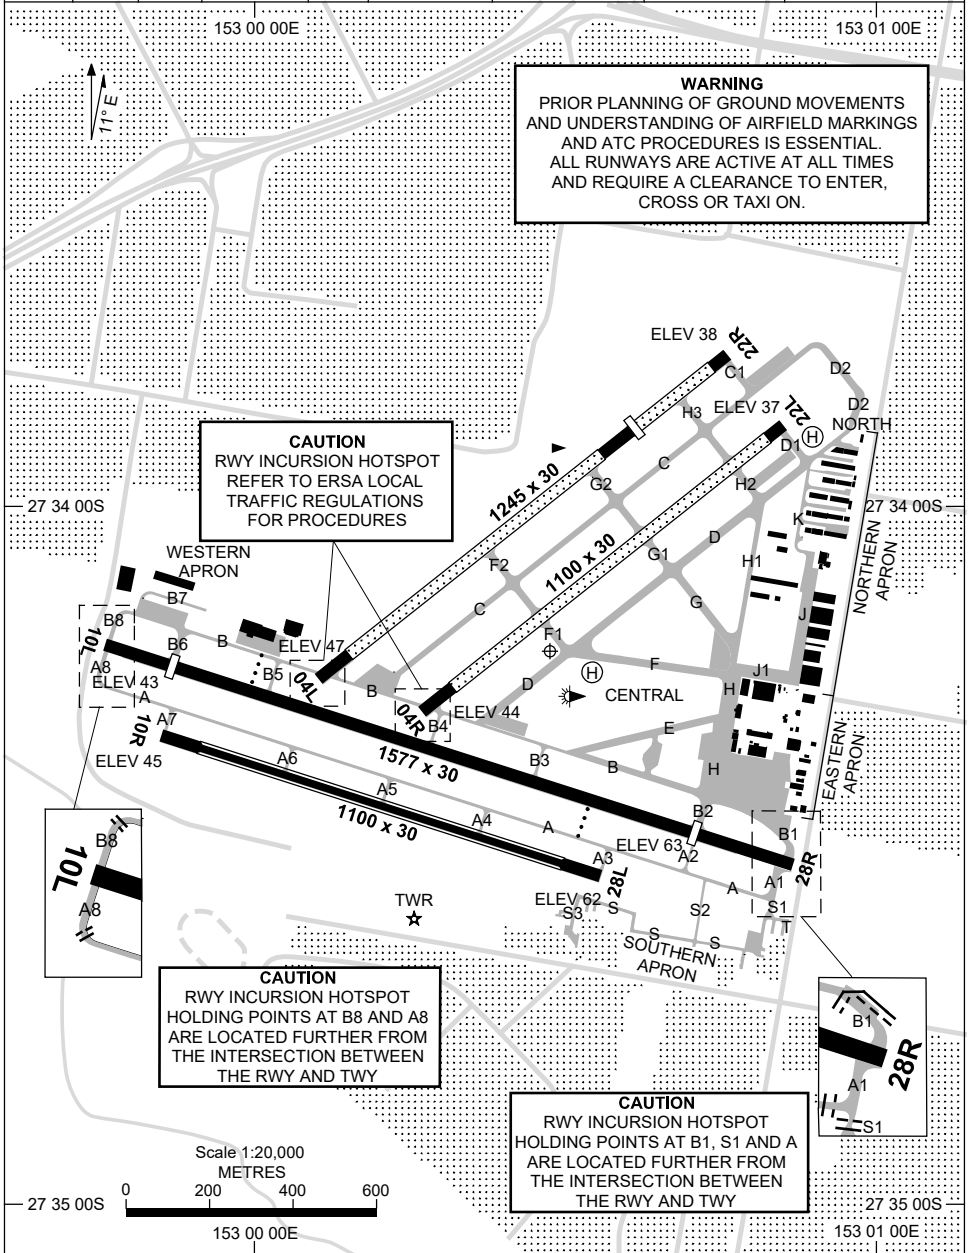 153 00 00E
153 01 00E
11° E
WARNING
PRIOR PLANNING OF GROUND MOVEMENTS
AND UNDERSTANDING OF AIRFIELD MARKINGS
AND ATC PROCEDURES IS ESSENTIAL.
ALL RUNWAYS ARE ACTIVE AT ALL TIMES
AND REQUIRE A CLEARANCE TO ENTER,
CROSS OR TAXI ON.
ELEV 38
22R
C1
D2
H3
ELEV 37
22L
D2
NORTH
H
D1
CAUTION
RWY INCURSION HOTSPOT
REFER TO ERSA LOCAL
TRAFFIC REGULATIONS
FOR PROCEDURES
C
G2
H2
1245 x 30
27 34 00S
27 34 00S
K
D
WESTERN
APRON
F2
1100 x 30
G1
H1
NORTHERN
APRON
B7
C
G
J
B8
10L
B6
B
ELEV 47
F1
A8
ELEV 43
B5
04L
B
H
F
J1
A
D
CENTRAL
H
04R
ELEV 44
B4
A7
10R
E
ELEV 45
A6
1577 x 30
B3
B
H
EASTERN
APRON
A5
1100 x 30
A4
A
B2
B1
ELEV 63
A2
A3
28R
28L
A
A1
B8
10L
A8
TWR
ELEV 62
S3
S
S2
S1
T
S
S
SOUTHERN
APRON
CAUTION
RWY INCURSION HOTSPOT
HOLDING POINTS AT B8 AND A8
ARE LOCATED FURTHER FROM
THE INTERSECTION BETWEEN
THE RWY AND TWY
B1
28R
A1
S1
CAUTION
RWY INCURSION HOTSPOT
HOLDING POINTS AT B1, S1 AND A
ARE LOCATED FURTHER FROM
THE INTERSECTION BETWEEN
THE RWY AND TWY
Scale 1:20,000
METRES
0 200 400 600
27 35 00S
27 35 00S
153 00 00E
153 01 00E